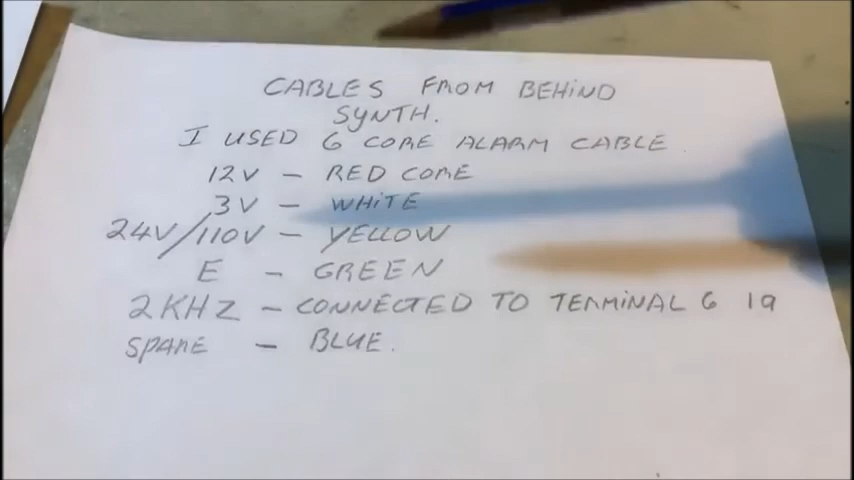 CABLES FROM BEHIND
SYNTH.
I USED 6 CORE ALARM CABLE
12V - RED CORE
3V - WHITE
24V/110V - YELLOW
E - GREEN
2KHZ - CONNECTED TO TERMINAL 6 19
SPARE - BLUE.